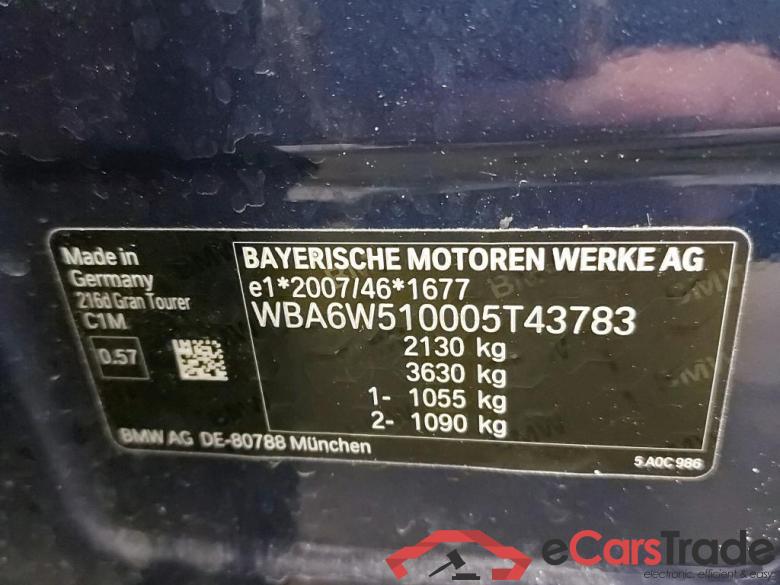 Made in
Germany
216d Gran Tourer
C1M
0.57
BAYERISCHE MOTOREN WERKE AG
e1*2007/46*1677
WBA6W510005T43783
2130 kg
3630 kg
1- 1055 kg
2- 1090 kg
BMW AG DE-80788 München
5 A0C 986
eCarsTrade
electronic, efficient & easy